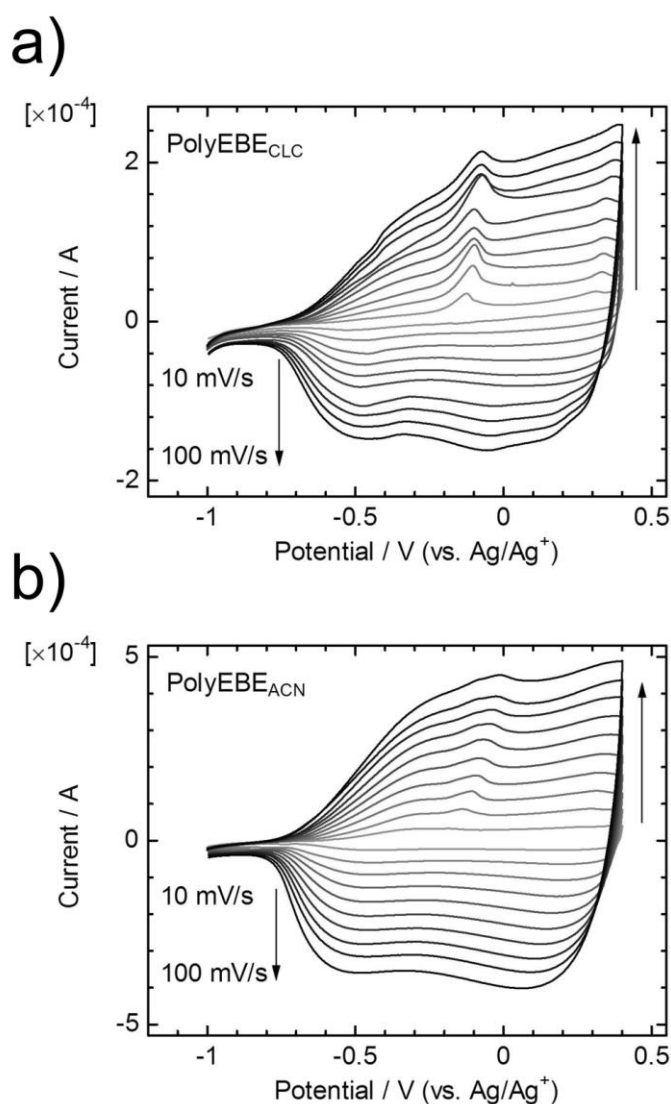 a)
[×10⁻⁴]
PolyEBE_CLC
2
0
-2
Current / A
10 mV/s
100 mV/s
-1
-0.5
0
0.5
Potential / V (vs. Ag/Ag⁺)
b)
[×10⁻⁴]
PolyEBE_ACN
5
0
-5
Current / A
10 mV/s
100 mV/s
-1
-0.5
0
0.5
Potential / V (vs. Ag/Ag⁺)